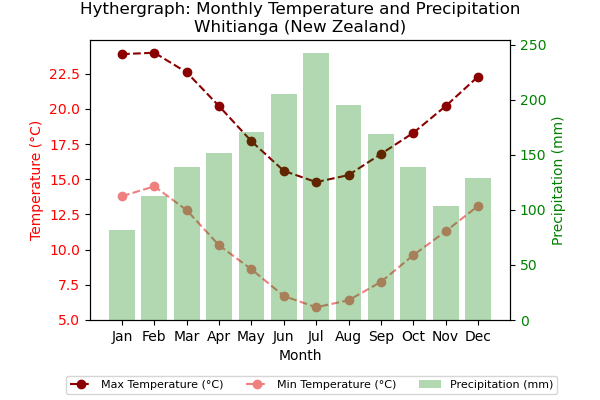 Hythergraph: Monthly Temperature and Precipitation
Whitianga (New Zealand)
Temperature (°C)
22.5
20.0
17.5
15.0
12.5
10.0
7.5
5.0
250
200
150
100
50
0
Precipitation (mm)
Jan Feb Mar Apr May Jun Jul Aug Sep Oct Nov Dec
Month
Max Temperature (°C) Min Temperature (°C) Precipitation (mm)